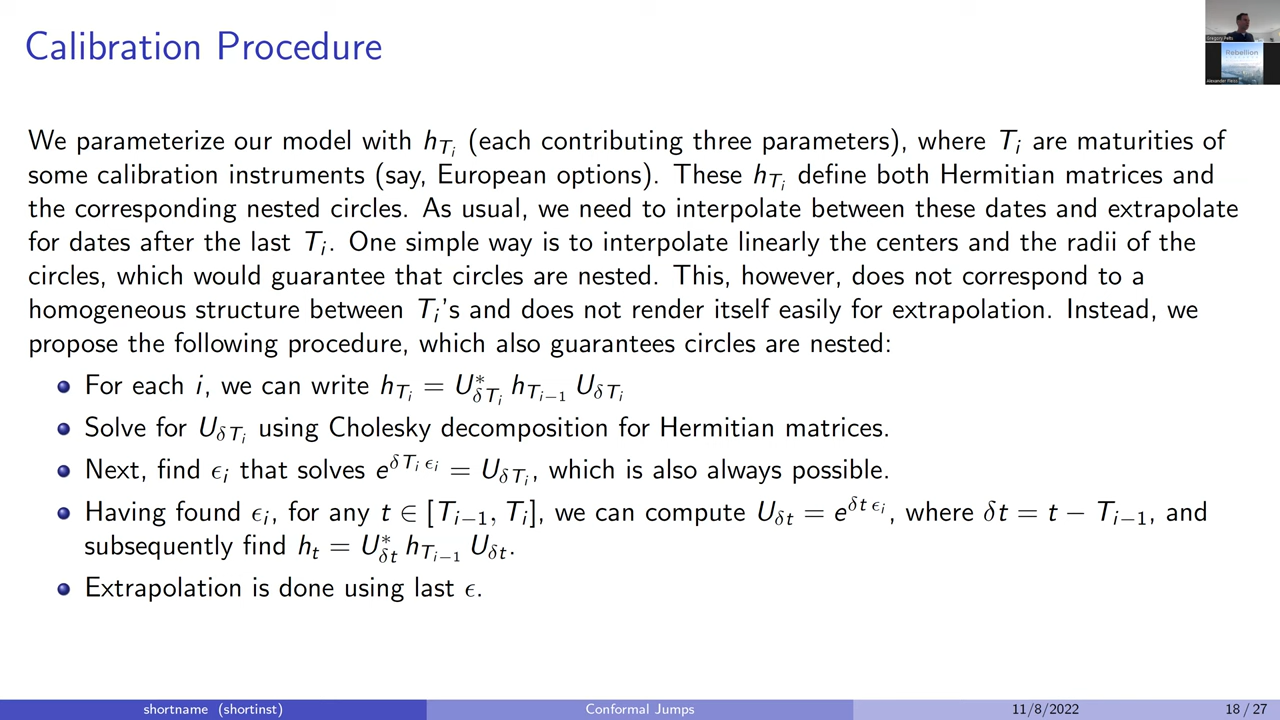 Calibration Procedure
Gregory Pelts
Rebellion
Alexander Fleiss
We parameterize our model with h_{T_i} (each contributing three parameters), where T_i are maturities of
some calibration instruments (say, European options). These h_{T_i} define both Hermitian matrices and
the corresponding nested circles. As usual, we need to interpolate between these dates and extrapolate
for dates after the last T_i. One simple way is to interpolate linearly the centers and the radii of the
circles, which would guarantee that circles are nested. This, however, does not correspond to a
homogeneous structure between T_i's and does not render itself easily for extrapolation. Instead, we
propose the following procedure, which also guarantees circles are nested:
For each i, we can write h_{T_i} = U^*_{δT_i} h_{T_{i−1}} U_{δT_i}
Solve for U_{δT_i} using Cholesky decomposition for Hermitian matrices.
Next, find ϵ_i that solves e^{δT_i ϵ_i} = U_{δT_i}, which is also always possible.
Having found ϵ_i, for any t ∈ [T_{i−1}, T_i], we can compute U_{δt} = e^{δt ϵ_i}, where δt = t − T_{i−1}, and
subsequently find h_t = U^*_{δt} h_{T_{i−1}} U_{δt}.
Extrapolation is done using last ϵ.
shortname (shortinst)
Conformal Jumps
11/8/2022
18 / 27